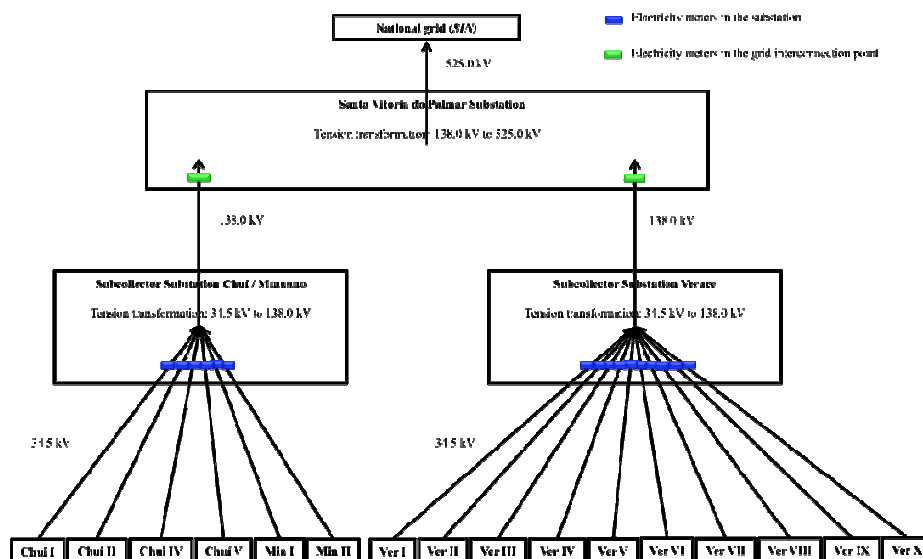 National grid (SIN)
Electricity meters in the substation
Electricity meters in the grid interconnection point
525.0 kV
Santa Vitória do Palmar Substation
Tension transformation: 138.0 kV to 525.0 kV
138.0 kV
138.0 kV
Subcollector Substation Chuí / Minuano
Subcollector Substation Verace
Tension transformation: 34.5 kV to 138.0 kV
Tension transformation: 34.5 kV to 138.0 kV
34.5 kV
34.5 kV
Chuí I
Chuí II
Chuí IV
Chuí V
Min I
Min II
Ver I
Ver II
Ver III
Ver IV
Ver V
Ver VI
Ver VII
Ver VIII
Ver IX
Ver X